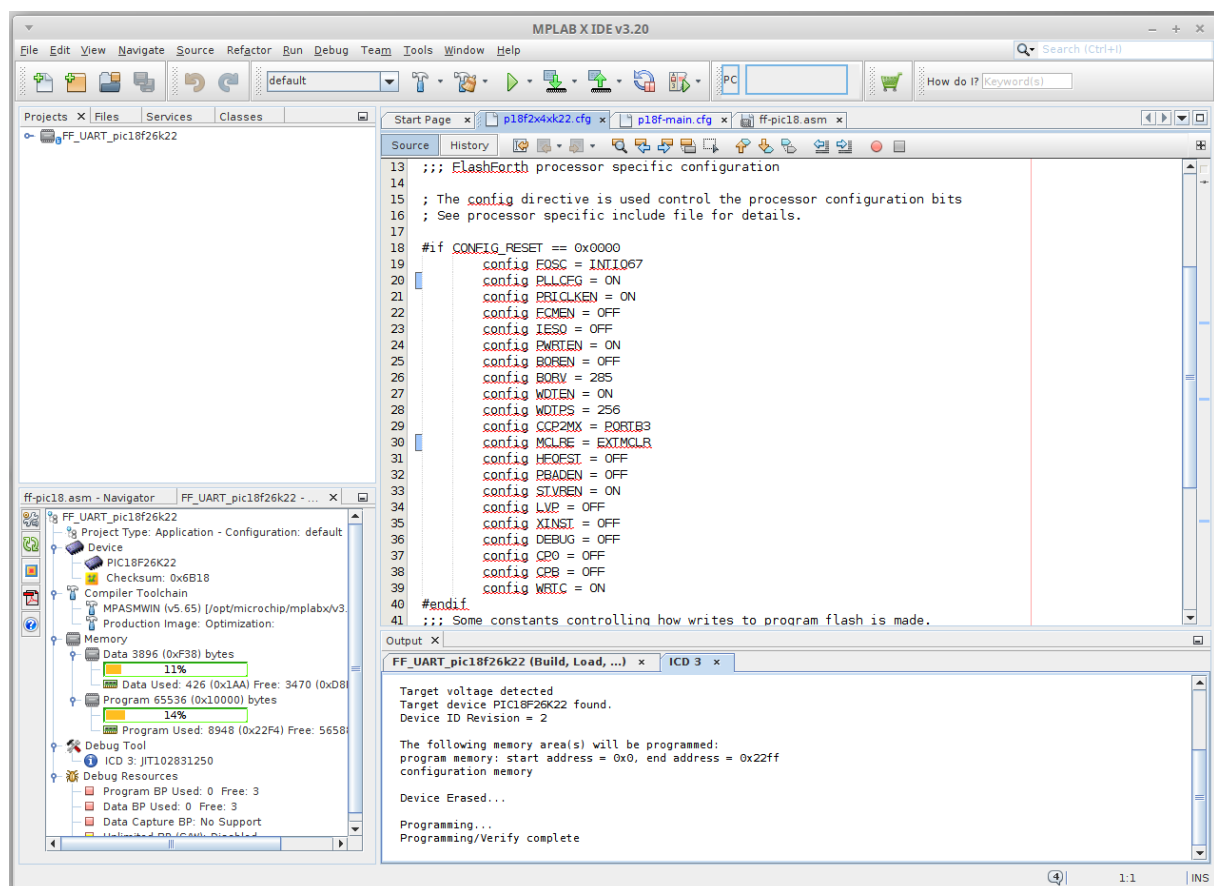 MPLAB X IDE v3.20
File Edit View Navigate Source Refactor Run Debug Team Tools Window Help
Search (Ctrl+I)
default
PC
How do I? Keyword(s)
Projects Files Services Classes
FF_UART_pic18f26k22
Start Page p18f2x4xk22.cfg p18f-main.cfg ff-pic18.asm
Source History
13 ;;; FlashForth processor specific configuration
14
15 ; The config directive is used control the processor configuration bits
16 ; See processor specific include file for details.
17
18 #if CONFIG_RESET == 0x0000
19 config FOSC = INTIO67
20 config PLLCFG = ON
21 config PRICLKEN = ON
22 config FCMEN = OFF
23 config IESO = OFF
24 config PWRTEN = ON
25 config BOREN = OFF
26 config BORV = 285
27 config WDTEN = ON
28 config WDTPS = 256
29 config CCP2MX = PORTB3
30 config MCLRE = EXTMCLR
31 config HFOFST = OFF
32 config PBADEN = OFF
33 config STVREN = ON
34 config LVP = OFF
35 config XINST = OFF
36 config DEBUG = OFF
37 config CP0 = OFF
38 config CPB = OFF
39 config WRTC = ON
40 #endif
41 ;;; Some constants controlling how writes to program flash is made.
ff-pic18.asm - Navigator FF_UART_pic18f26k22 - ...
FF_UART_pic18f26k22
Project Type: Application - Configuration: default
Device
PIC18F26K22
Checksum: 0x6B18
Compiler Toolchain
MPASMWIN (v5.65) [/opt/microchip/mplabx/v3.
Production Image: Optimization:
Memory
Data 3896 (0xF38) bytes
11%
Data Used: 426 (0x1AA) Free: 3470 (0xD8
Program 65536 (0x10000) bytes
14%
Program Used: 8948 (0x22F4) Free: 5658
Debug Tool
ICD 3: JIT102831250
Debug Resources
Program BP Used: 0 Free: 3
Data BP Used: 0 Free: 3
Data Capture BP: No Support
Output
FF_UART_pic18f26k22 (Build, Load, ...) ICD 3
Target voltage detected
Target device PIC18F26K22 found.
Device ID Revision = 2
The following memory area(s) will be programmed:
program memory: start address = 0x0, end address = 0x22ff
configuration memory
Device Erased...
Programming...
Programming/Verify complete
4
1:1
INS